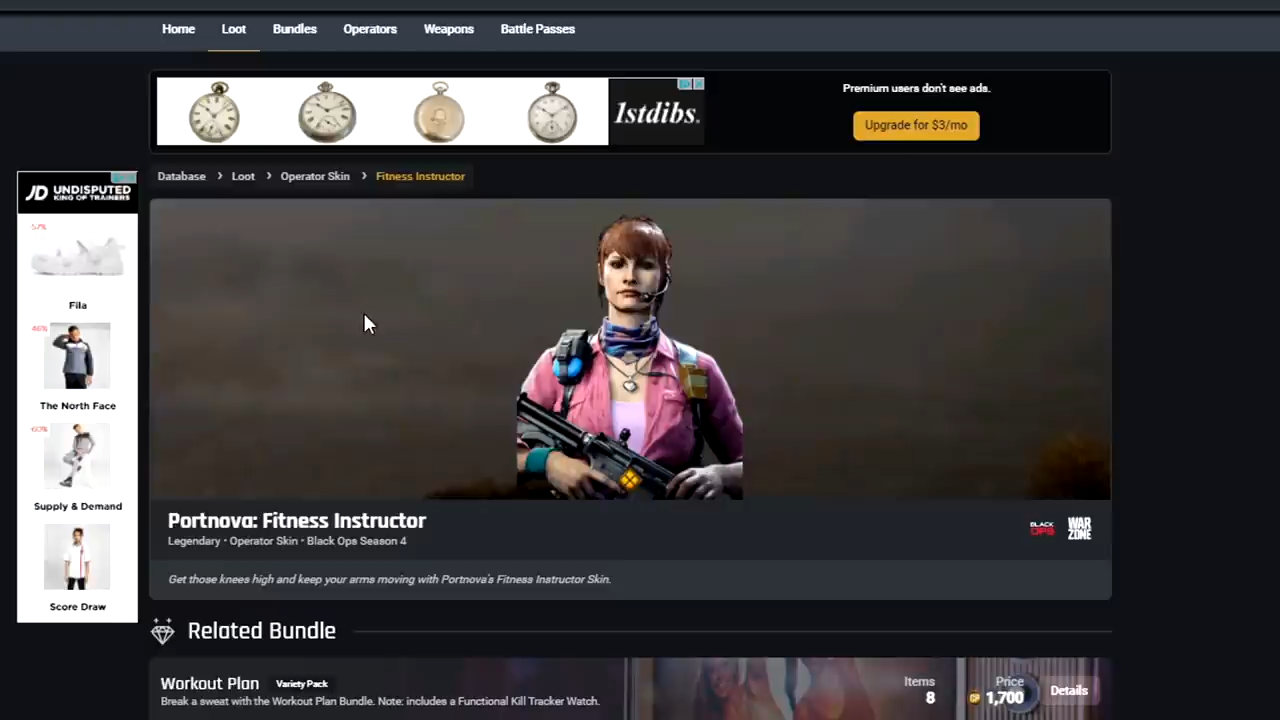 Home Loot Bundles Operators Weapons Battle Passes
1stdibs.
Premium users don't see ads.
Upgrade for $3/mo
JD UNDISPUTED
KING OF TRAINERS
57%
Fila
46%
The North Face
-60%
Supply & Demand
Score Draw
Database > Loot > Operator Skin > Fitness Instructor
Portnova: Fitness Instructor
Legendary • Operator Skin • Black Ops Season 4
BLACK
OPS
WAR
ZONE
Get those knees high and keep your arms moving with Portnova's Fitness Instructor Skin.
Related Bundle
Workout Plan Variety Pack
Break a sweat with the Workout Plan Bundle. Note: includes a Functional Kill Tracker Watch.
Items
8
Price
CP 1,700
Details